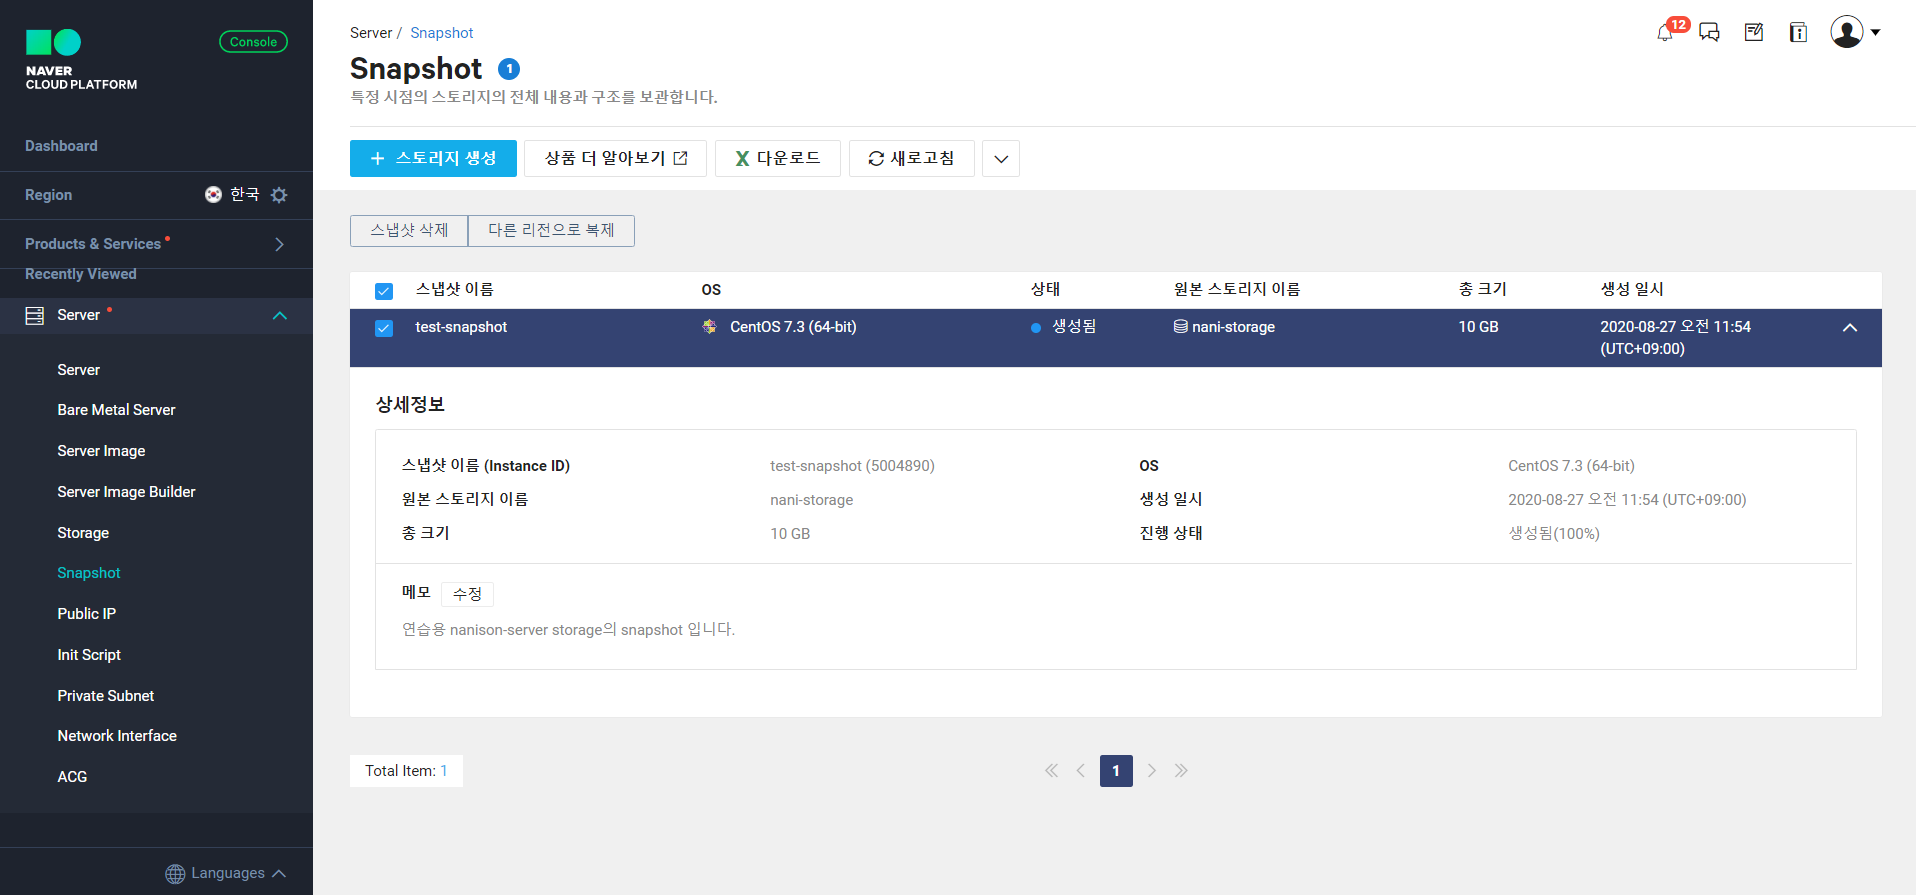 NAVER
CLOUD PLATFORM
Console
Dashboard
Region
한국
Products & Services
Recently Viewed
Server
Server
Bare Metal Server
Server Image
Server Image Builder
Storage
Snapshot
Public IP
Init Script
Private Subnet
Network Interface
ACG
Languages
Server / Snapshot
12
Snapshot 1
특정 시점의 스토리지의 전체 내용과 구조를 보관합니다.
+ 스토리지 생성
상품 더 알아보기
다운로드
새로고침
스냅샷 삭제
다른 리전으로 복제
스냅샷 이름 OS 상태 원본 스토리지 이름 총 크기 생성 일시
test-snapshot CentOS 7.3 (64-bit) 생성됨 nani-storage 10 GB 2020-08-27 오전 11:54
(UTC+09:00)
상세정보
스냅샷 이름 (Instance ID) test-snapshot (5004890) OS CentOS 7.3 (64-bit)
원본 스토리지 이름 nani-storage 생성 일시 2020-08-27 오전 11:54 (UTC+09:00)
총 크기 10 GB 진행 상태 생성됨(100%)
메모 수정
연습용 nanison-server storage의 snapshot 입니다.
Total Item: 1
1